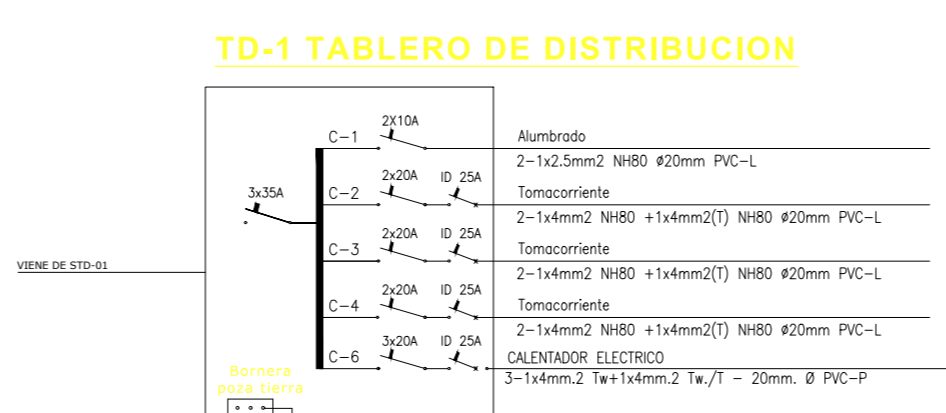 TD-1 TABLERO DE DISTRIBUCION
2X10A
C-1
Alumbrado
2-1x2.5mm2 NH80 ø20mm PVC-L
3x35A
2x20A
ID 25A
C-2
Tomacorriente
2-1x4mm2 NH80 +1x4mm2(T) NH80 ø20mm PVC-L
2x20A
ID 25A
C-3
Tomacorriente
2-1x4mm2 NH80 +1x4mm2(T) NH80 ø20mm PVC-L
VIENE DE STD-01
2x20A
ID 25A
C-4
Tomacorriente
2-1x4mm2 NH80 +1x4mm2(T) NH80 ø20mm PVC-L
3x20A
ID 25A
C-6
CALENTADOR ELECTRICO
3-1x4mm.2 Tw+1x4mm.2 Tw./T - 20mm. Ø PVC-P
Bornera
poza tierra